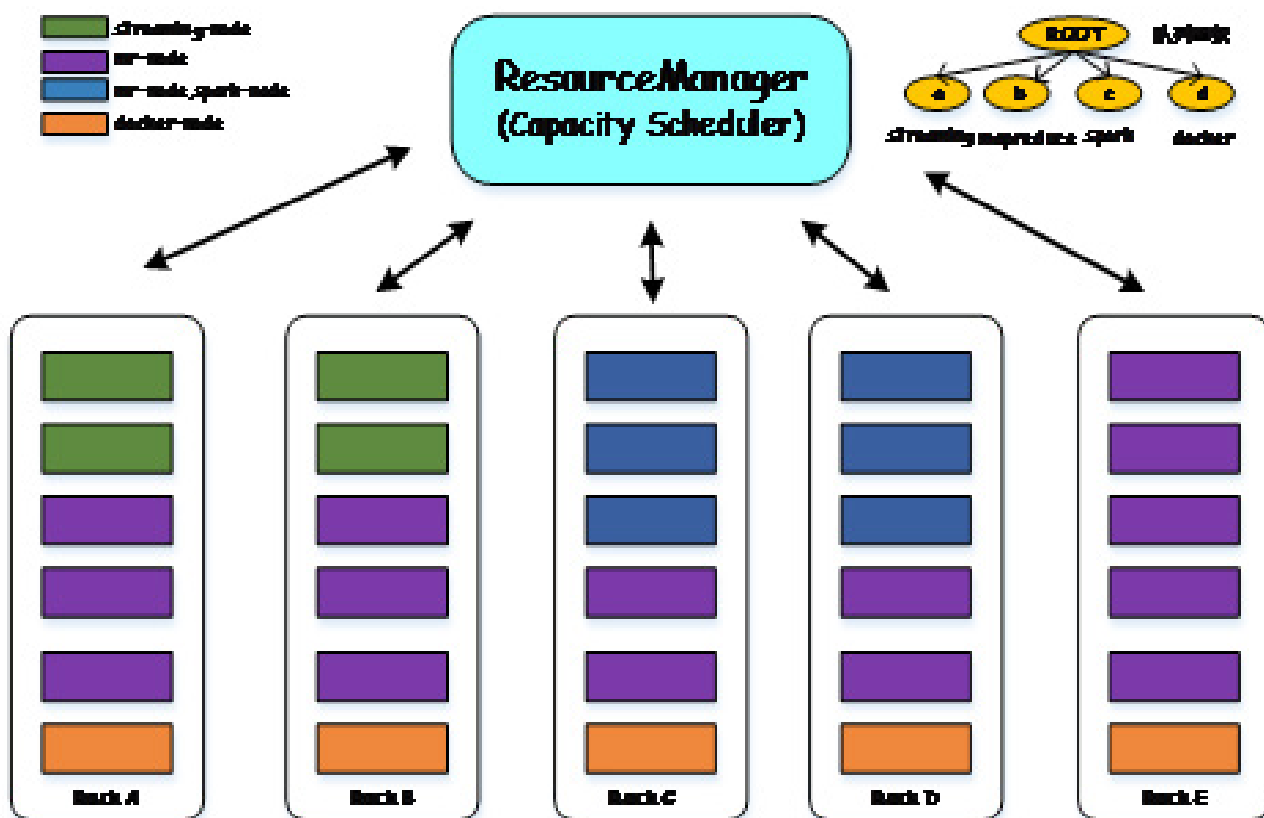 streaming-node
mr-node
mr-node,spark-node
docker-node
ResourceManager
(Capacity Scheduler)
ROOT
a b c d
streaming mapreduce spark docker
Rack A
Rack B
Rack C
Rack D
Rack E